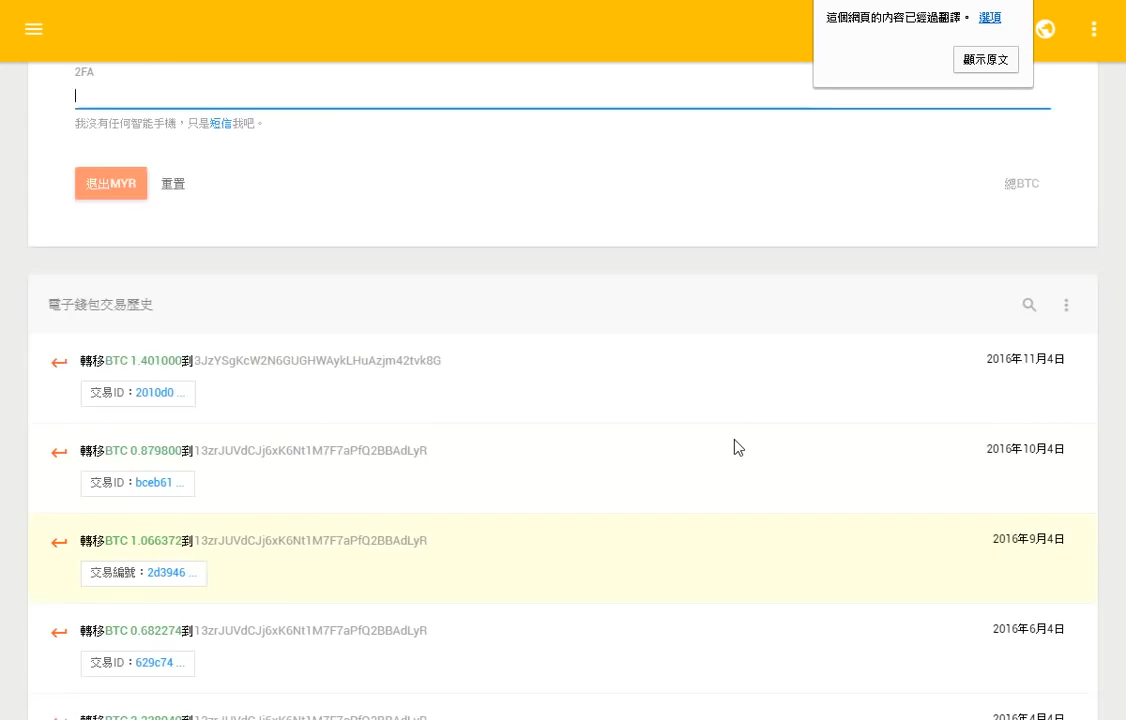 這個網頁的內容已經過翻譯。 選項
顯示原文
2FA
我沒有任何智能手機，只是短信我吧。
退出MYR 重置 總BTC
電子錢包交易歷史
轉移BTC 1.401000到3JzYSgKcW2N6GUGHWAykLHuAzjm42tvk8G 2016年11月4日
交易ID：2010d0 ...
轉移BTC 0.879800到13zrJUVdCJj6xK6Nt1M7F7aPfQ2BBAdLyR 2016年10月4日
交易ID：bceb61 ...
轉移BTC 1.066372到13zrJUVdCJj6xK6Nt1M7F7aPfQ2BBAdLyR 2016年9月4日
交易編號：2d3946 ...
轉移BTC 0.682274到13zrJUVdCJj6xK6Nt1M7F7aPfQ2BBAdLyR 2016年6月4日
交易ID：629c74 ...